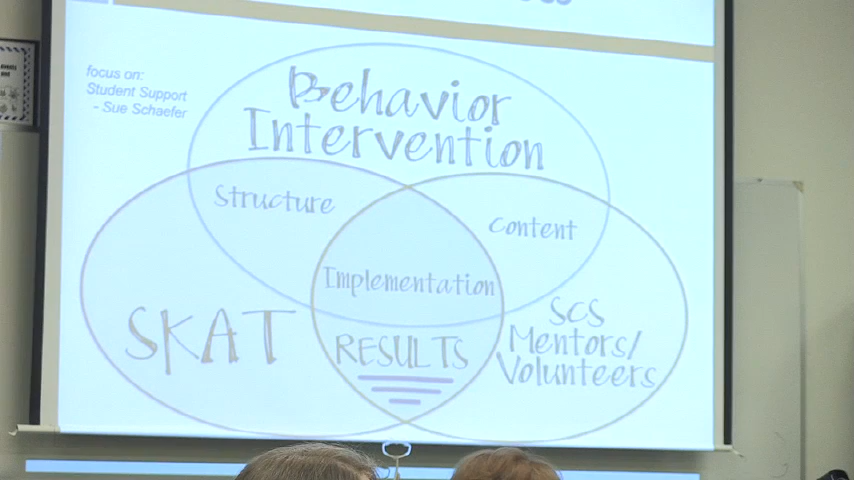 focus on:
Student Support
- Sue Schaefer
Behavior
Intervention
Structure
Content
Implementation
SKAT
RESULTS
SCS
Mentors/
Volunteers